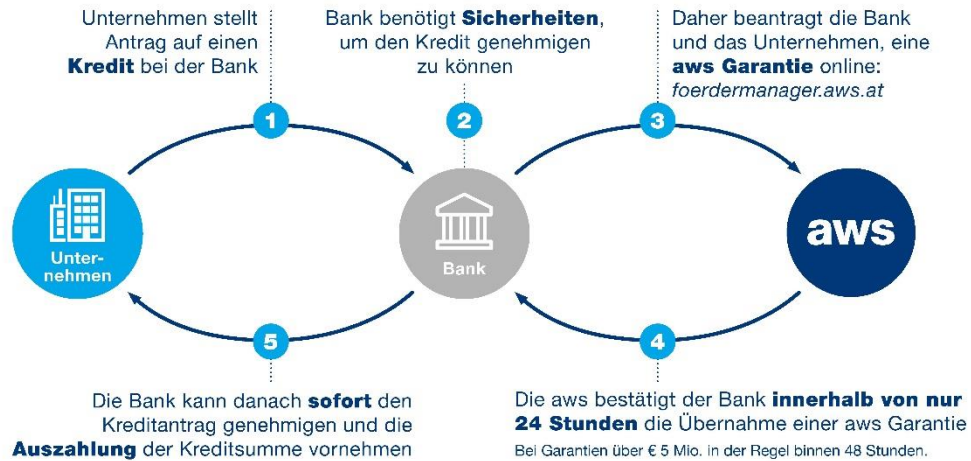 Unternehmen stellt
Antrag auf einen
Kredit bei der Bank
Bank benötigt Sicherheiten,
um den Kredit genehmigen
zu können
Daher beantragt die Bank
und das Unternehmen, eine
aws Garantie online:
foerdermanager.aws.at
1
2
3
Unter-
nehmen
Bank
aws
5
4
Die Bank kann danach sofort den
Kreditantrag genehmigen und die
Auszahlung der Kreditsumme vornehmen
Die aws bestätigt der Bank innerhalb von nur
24 Stunden die Übernahme einer aws Garantie
Bei Garantien über € 5 Mio. in der Regel binnen 48 Stunden.